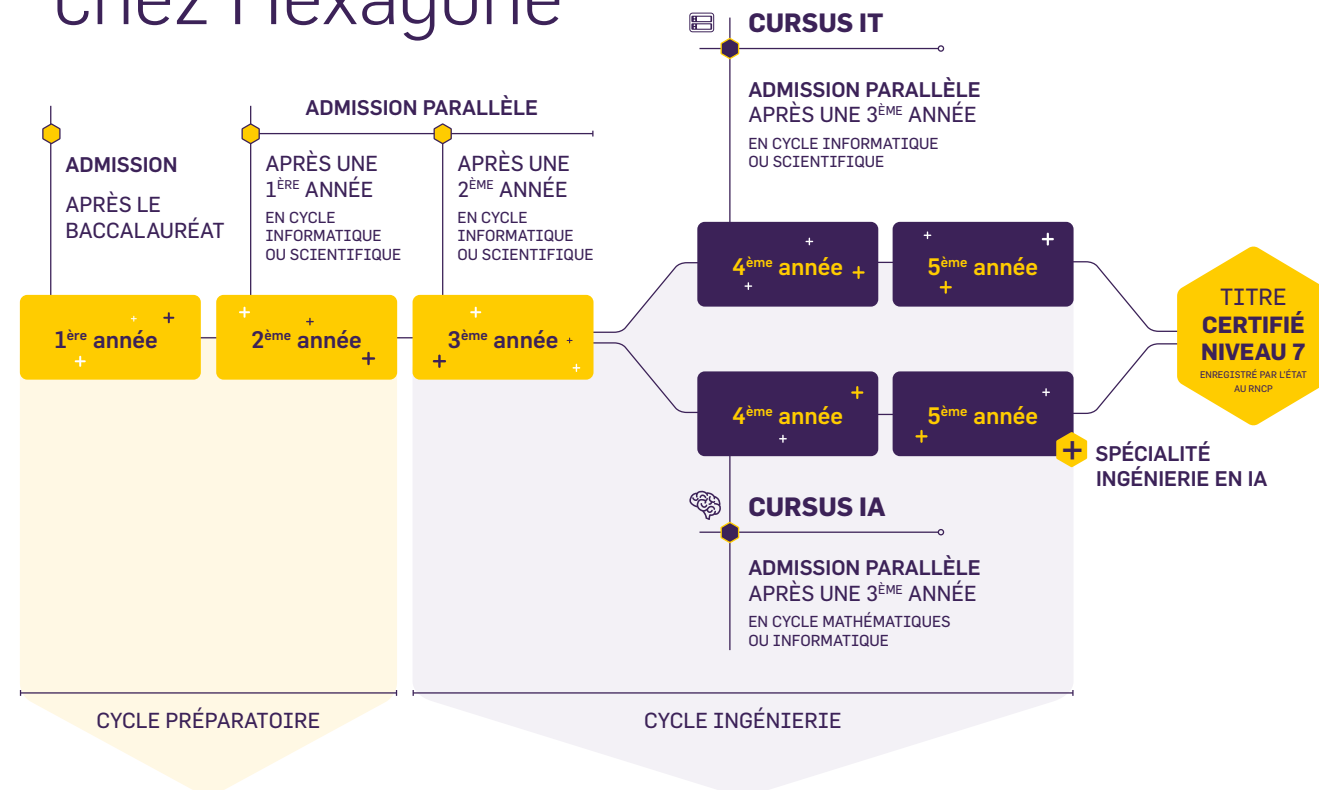 chez Hexagone
CURSUS IT
ADMISSION PARALLÈLE
APRÈS UNE 3ÈME ANNÉE
EN CYCLE INFORMATIQUE
OU SCIENTIFIQUE
ADMISSION PARALLÈLE
ADMISSION
APRÈS LE
BACCALAURÉAT
APRÈS UNE
1ÈRE ANNÉE
EN CYCLE
INFORMATIQUE
OU SCIENTIFIQUE
APRÈS UNE
2ÈME ANNÉE
EN CYCLE
INFORMATIQUE
OU SCIENTIFIQUE
1ère année
2ème année
3ème année
4ème année
5ème année
4ème année
5ème année
TITRE
CERTIFIÉ
NIVEAU 7
ENREGISTRÉ PAR L'ÉTAT
AU RNCP
SPÉCIALITÉ
INGÉNIERIE EN IA
CURSUS IA
ADMISSION PARALLÈLE
APRÈS UNE 3ÈME ANNÉE
EN CYCLE MATHÉMATIQUES
OU INFORMATIQUE
CYCLE PRÉPARATOIRE
CYCLE INGÉNIERIE